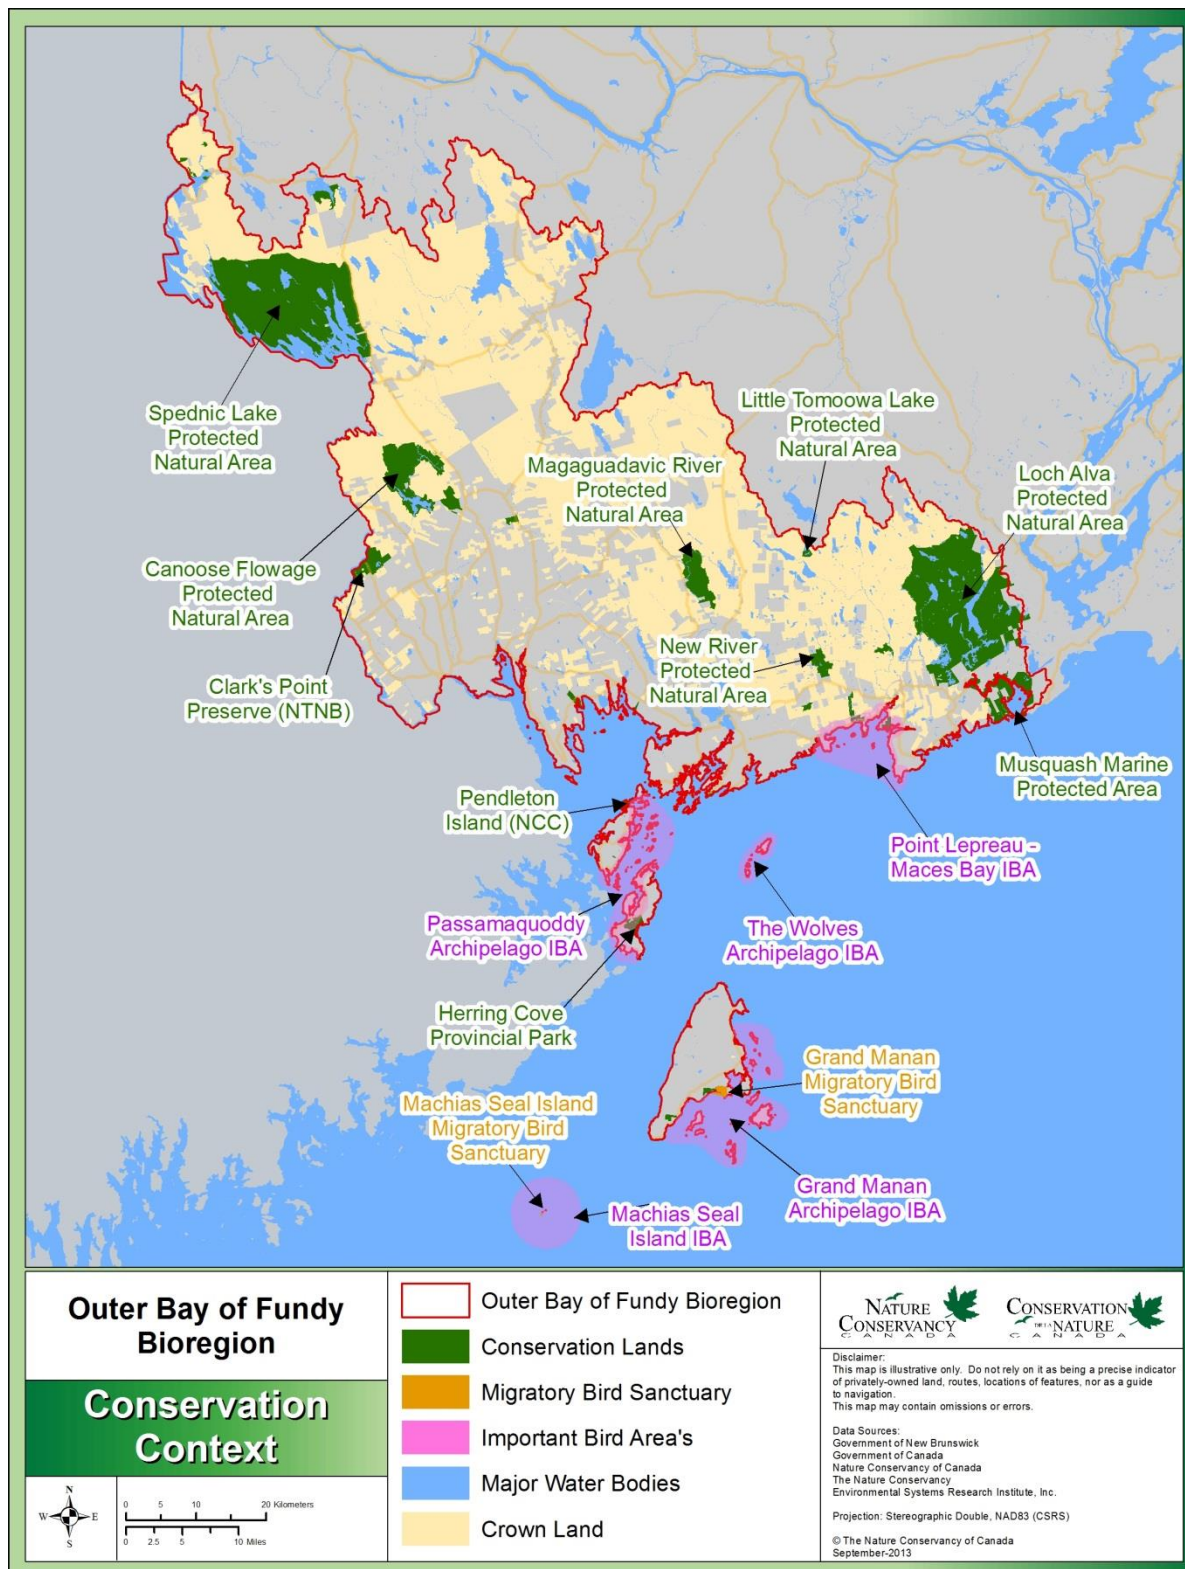 Spednic Lake
Protected
Natural Area
Little Tomoowa Lake
Protected
Natural Area
Magaguadavic River
Protected
Natural Area
Loch Alva
Protected
Natural Area
Canoose Flowage
Protected
Natural Area
New River
Protected
Natural Area
Clark's Point
Preserve (NTNB)
Musquash Marine
Protected Area
Pendleton
Island (NCC)
Point Lepreau -
Maces Bay IBA
Passamaquoddy
Archipelago IBA
The Wolves
Archipelago IBA
Herring Cove
Provincial Park
Grand Manan
Migratory Bird
Sanctuary
Machias Seal Island
Migratory Bird
Sanctuary
Grand Manan
Archipelago IBA
Machias Seal
Island IBA
Outer Bay of Fundy
Bioregion
Conservation
Context
N
W E
S
0 5 10 20 Kilometers
0 2.5 5 10 Miles
Outer Bay of Fundy Bioregion
Conservation Lands
Migratory Bird Sanctuary
Important Bird Area's
Major Water Bodies
Crown Land
NATURE
CONSERVANCY
CANADA
CONSERVATION
DE LA NATURE
CANADA
Disclaimer:
This map is illustrative only. Do not rely on it as being a precise indicator
of privately-owned land, routes, locations of features, nor as a guide
to navigation.
This map may contain omissions or errors.
Data Sources:
Government of New Brunswick
Government of Canada
Nature Conservancy of Canada
The Nature Conservancy
Environmental Systems Research Institute, Inc.
Projection: Stereographic Double, NAD83 (CSRS)
© The Nature Conservancy of Canada
September-2013